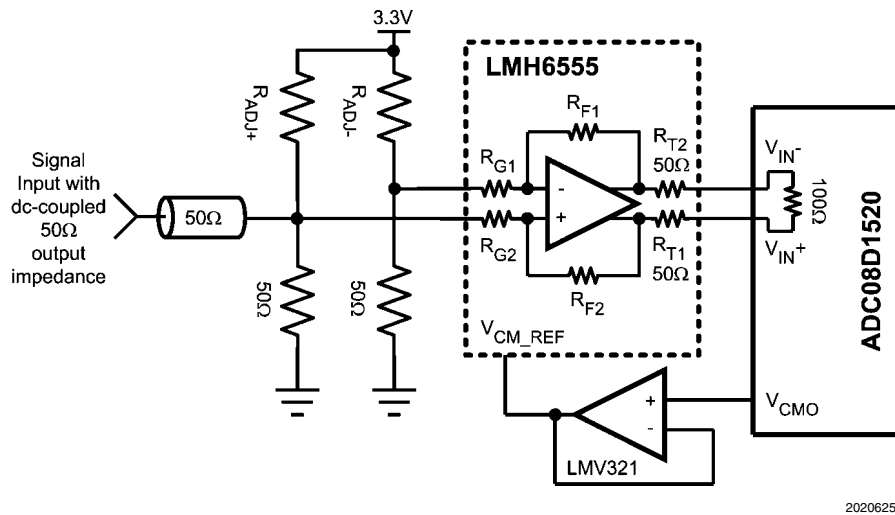 3.3V
LMH6555
RADJ+
RADJ-
RF1
RT2
50Ω
RG1
VIN-
Signal
Input with
dc-coupled
50Ω
output
impedance
50Ω
-
+
100Ω
ADC08D1520
RG2
RT1
50Ω
VIN+
50Ω
50Ω
RF2
VCM_REF
+
-
VCMO
LMV321
2020625